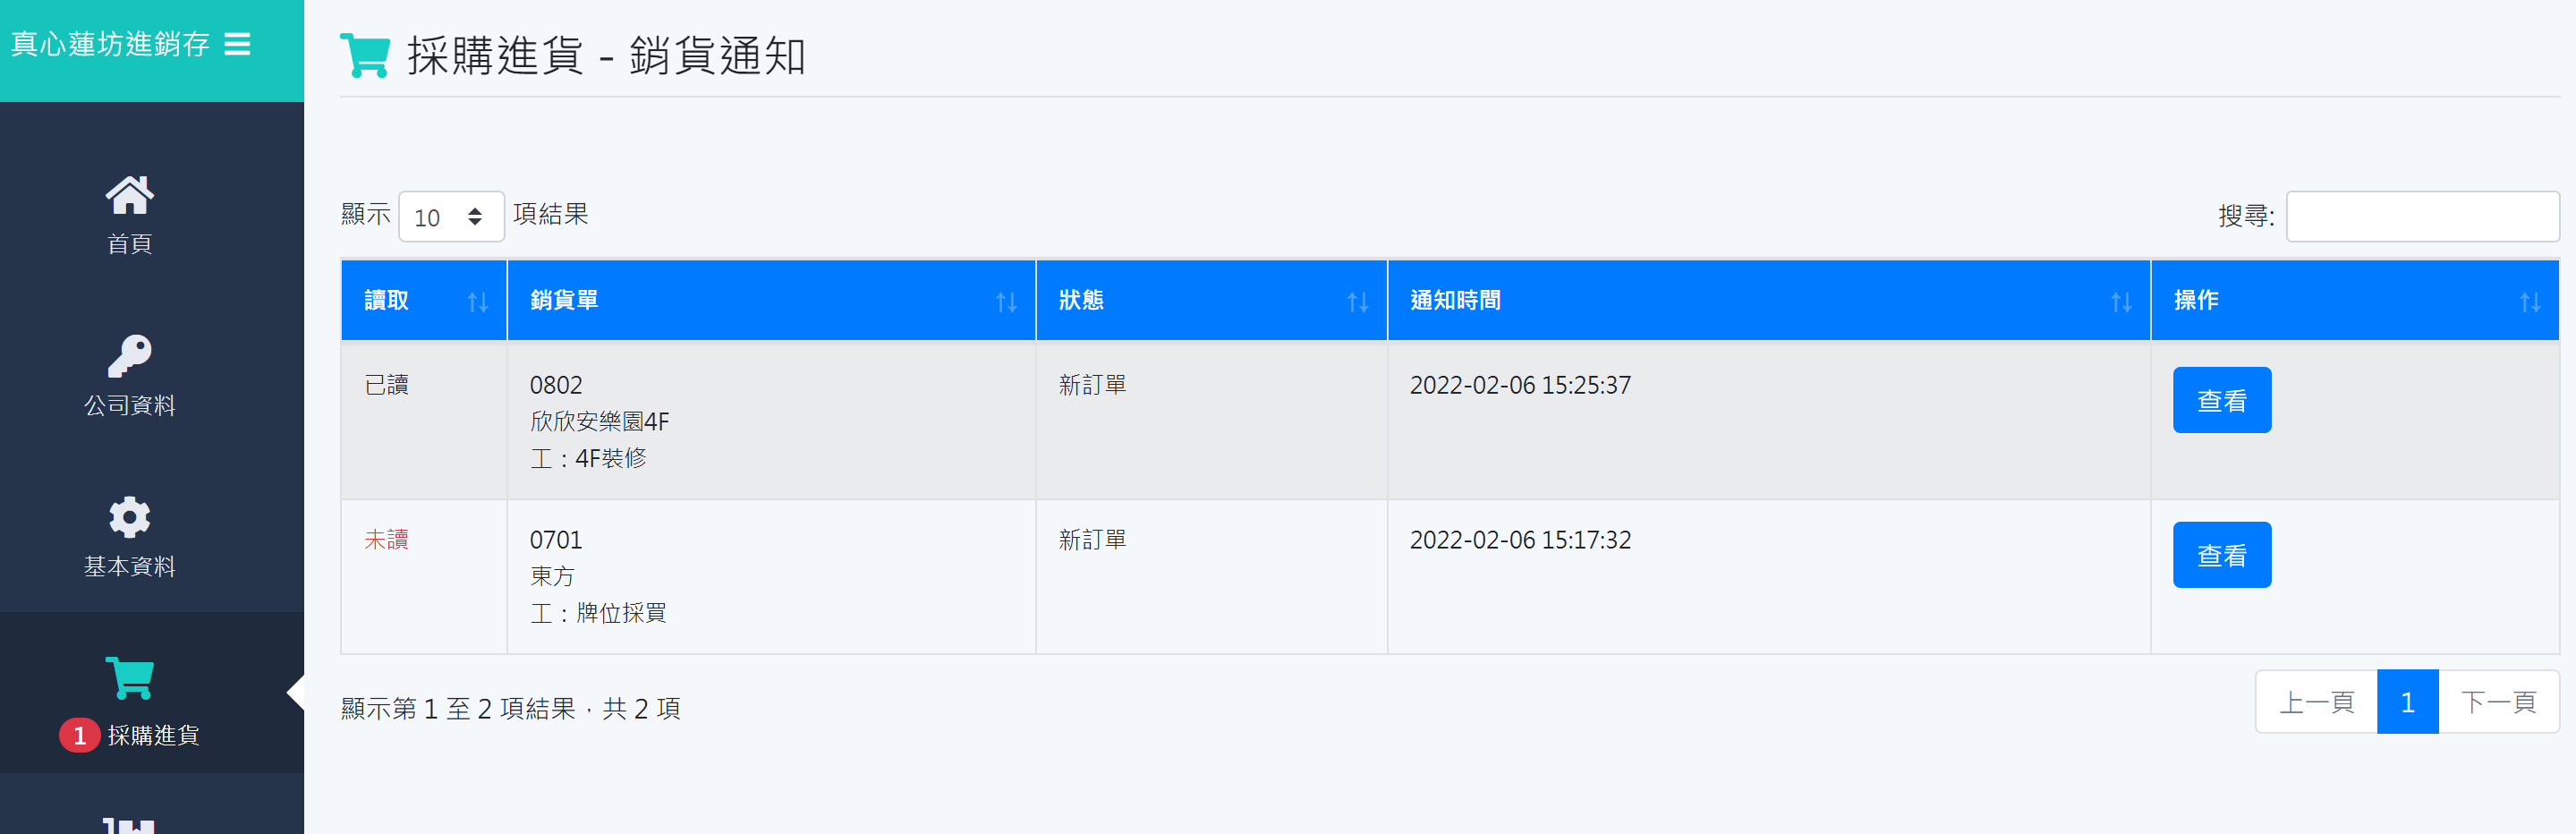 真心蓮坊進銷存
首頁
公司資料
基本資料
1 採購進貨
採購進貨 - 銷貨通知
顯示 10 項結果
搜尋:
讀取 銷貨單 狀態 通知時間 操作
已讀 0802 新訂單 2022-02-06 15:25:37 查看
欣欣安樂園4F
工：4F裝修
未讀 0701 新訂單 2022-02-06 15:17:32 查看
東方
工：牌位採買
顯示第 1 至 2 項結果，共 2 項
上一頁 1 下一頁